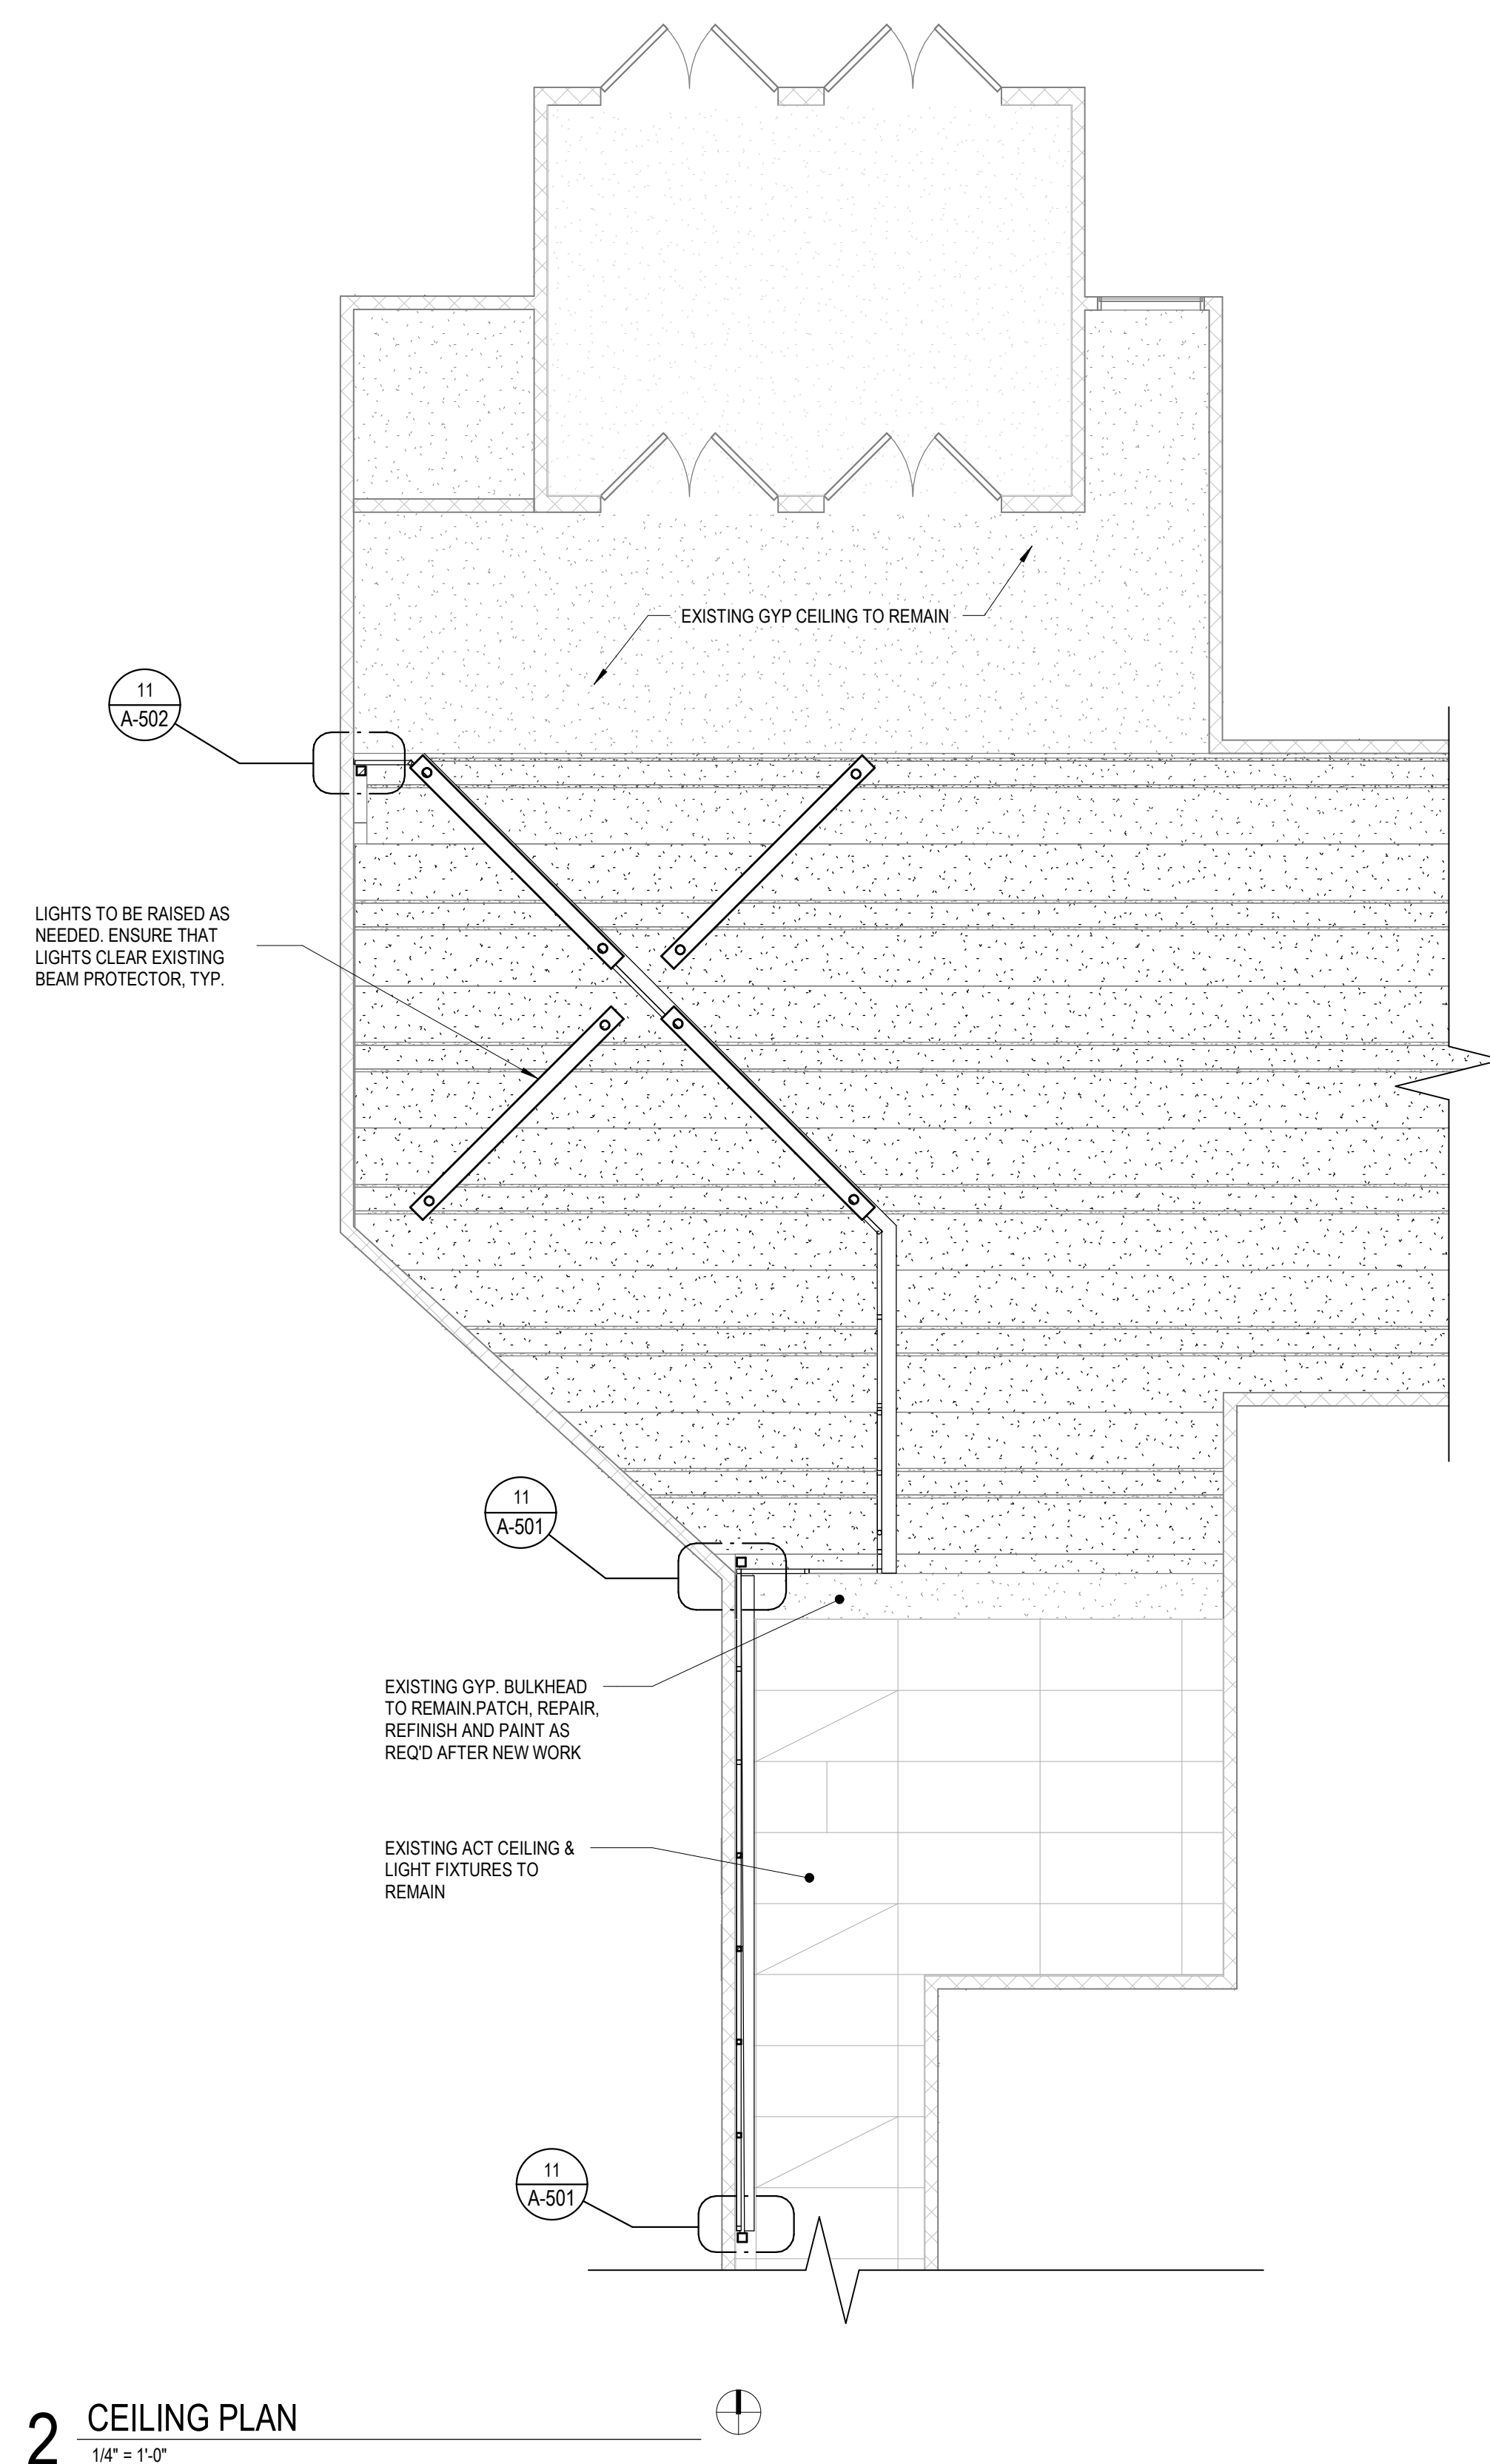 EXISTING GYP CEILING TO REMAIN
11
A-502
LIGHTS TO BE RAISED AS
NEEDED. ENSURE THAT
LIGHTS CLEAR EXISTING
BEAM PROTECTOR, TYP.
11
A-501
EXISTING GYP. BULKHEAD
TO REMAIN.PATCH, REPAIR,
REFINISH AND PAINT AS
REQ'D AFTER NEW WORK
EXISTING ACT CEILING &
LIGHT FIXTURES TO
REMAIN
11
A-501
2 CEILING PLAN
1/4" = 1'-0"